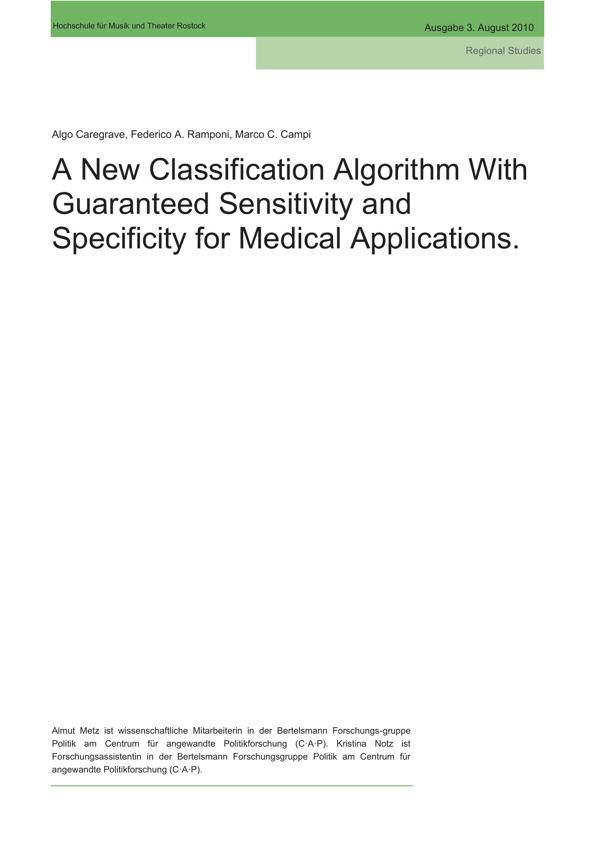 Hochschule für Musik und Theater Rostock
Ausgabe 3. August 2010
Regional Studies
Algo Caregrave, Federico A. Ramponi, Marco C. Campi
A New Classification Algorithm With
Guaranteed Sensitivity and
Specificity for Medical Applications.
Almut Metz ist wissenschaftliche Mitarbeiterin in der Bertelsmann Forschungs-gruppe
Politik am Centrum für angewandte Politikforschung (C·A·P). Kristina Notz ist
Forschungsassistentin in der Bertelsmann Forschungsgruppe Politik am Centrum für
angewandte Politikforschung (C·A·P).